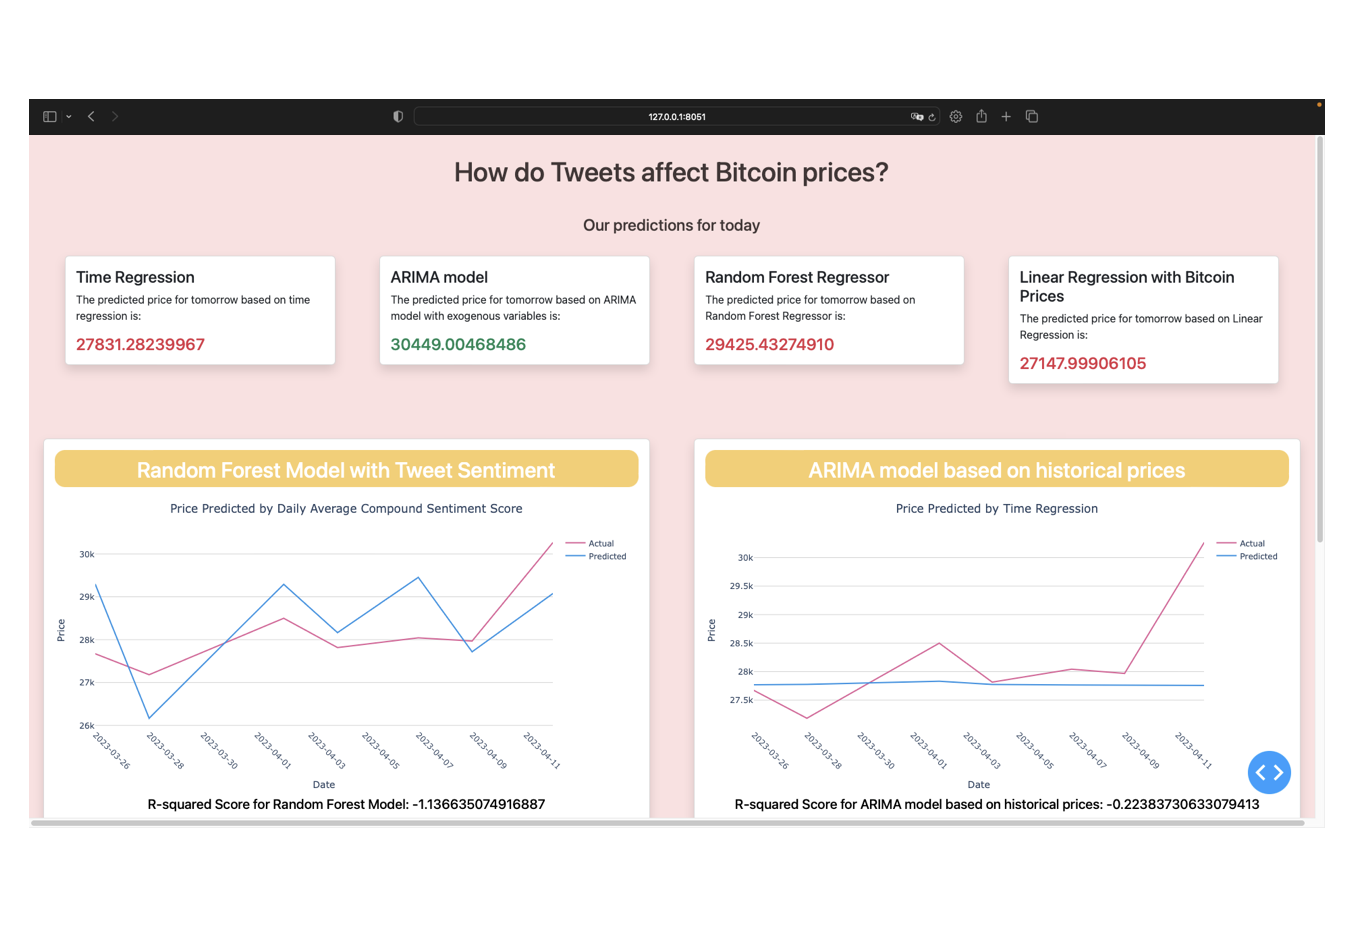 127.0.0.1:8051
How do Tweets affect Bitcoin prices?
Our predictions for today
Time Regression
The predicted price for tomorrow based on time
regression is:
27831.28239967
ARIMA model
The predicted price for tomorrow based on ARIMA
model with exogenous variables is:
30449.00468486
Random Forest Regressor
The predicted price for tomorrow based on
Random Forest Regressor is:
29425.43274910
Linear Regression with Bitcoin
Prices
The predicted price for tomorrow based on Linear
Regression is:
27147.99906105
Random Forest Model with Tweet Sentiment
Price Predicted by Daily Average Compound Sentiment Score
Actual
Predicted
30k
29k
28k
27k
26k
Price
2023-03-26
2023-03-28
2023-03-30
2023-04-01
2023-04-03
2023-04-05
2023-04-07
2023-04-09
2023-04-11
Date
R-squared Score for Random Forest Model: -1.136635074916887
ARIMA model based on historical prices
Price Predicted by Time Regression
Actual
Predicted
30k
29.5k
29k
28.5k
28k
27.5k
Price
2023-03-26
2023-03-28
2023-03-30
2023-04-01
2023-04-03
2023-04-05
2023-04-07
2023-04-09
2023-04-11
Date
R-squared Score for ARIMA model based on historical prices: -0.22383730633079413